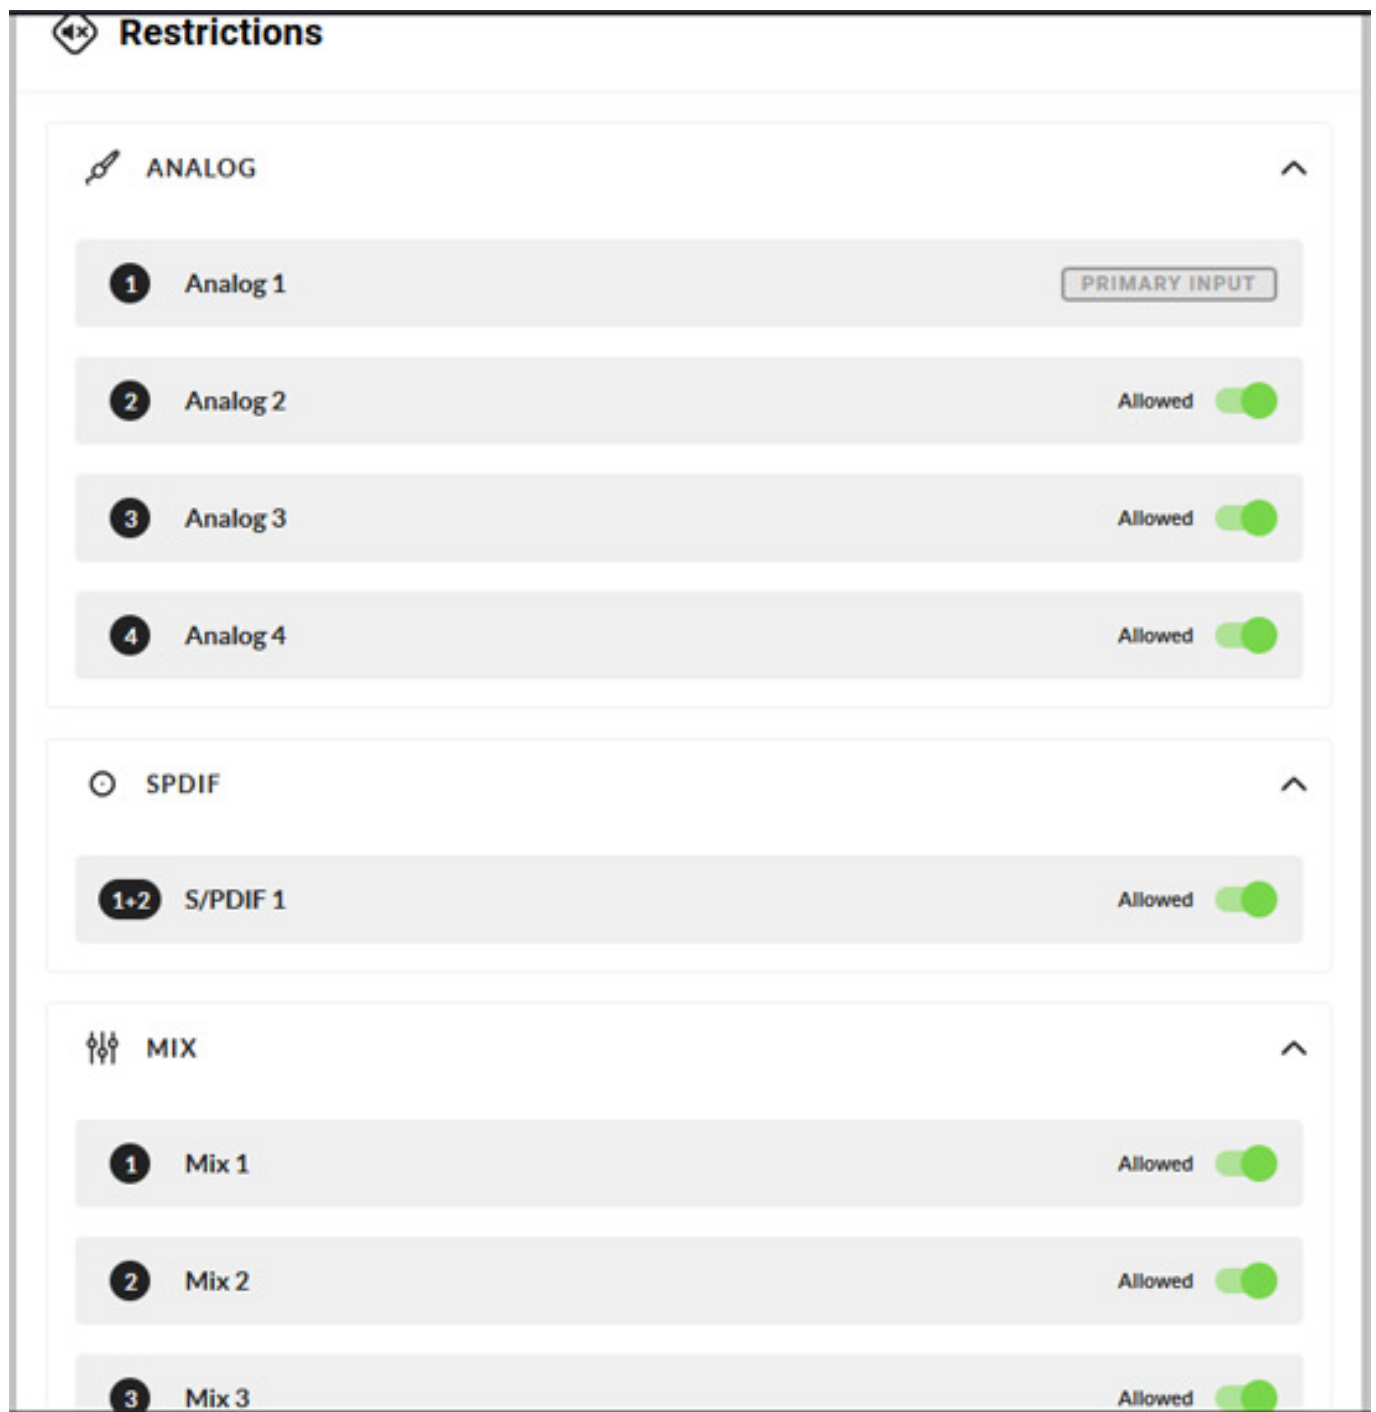 Restrictions
ANALOG
1 Analog 1 PRIMARY INPUT
2 Analog 2 Allowed
3 Analog 3 Allowed
4 Analog 4 Allowed
SPDIF
1+2 S/PDIF 1 Allowed
MIX
1 Mix 1 Allowed
2 Mix 2 Allowed
3 Mix 3 Allowed